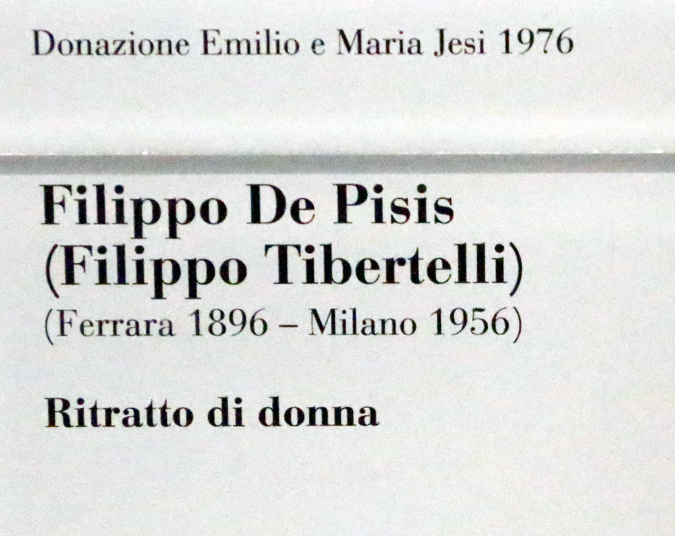 Donazione Emilio e Maria Jesi 1976
Filippo De Pisis
(Filippo Tibertelli)
(Ferrara 1896 – Milano 1956)
Ritratto di donna